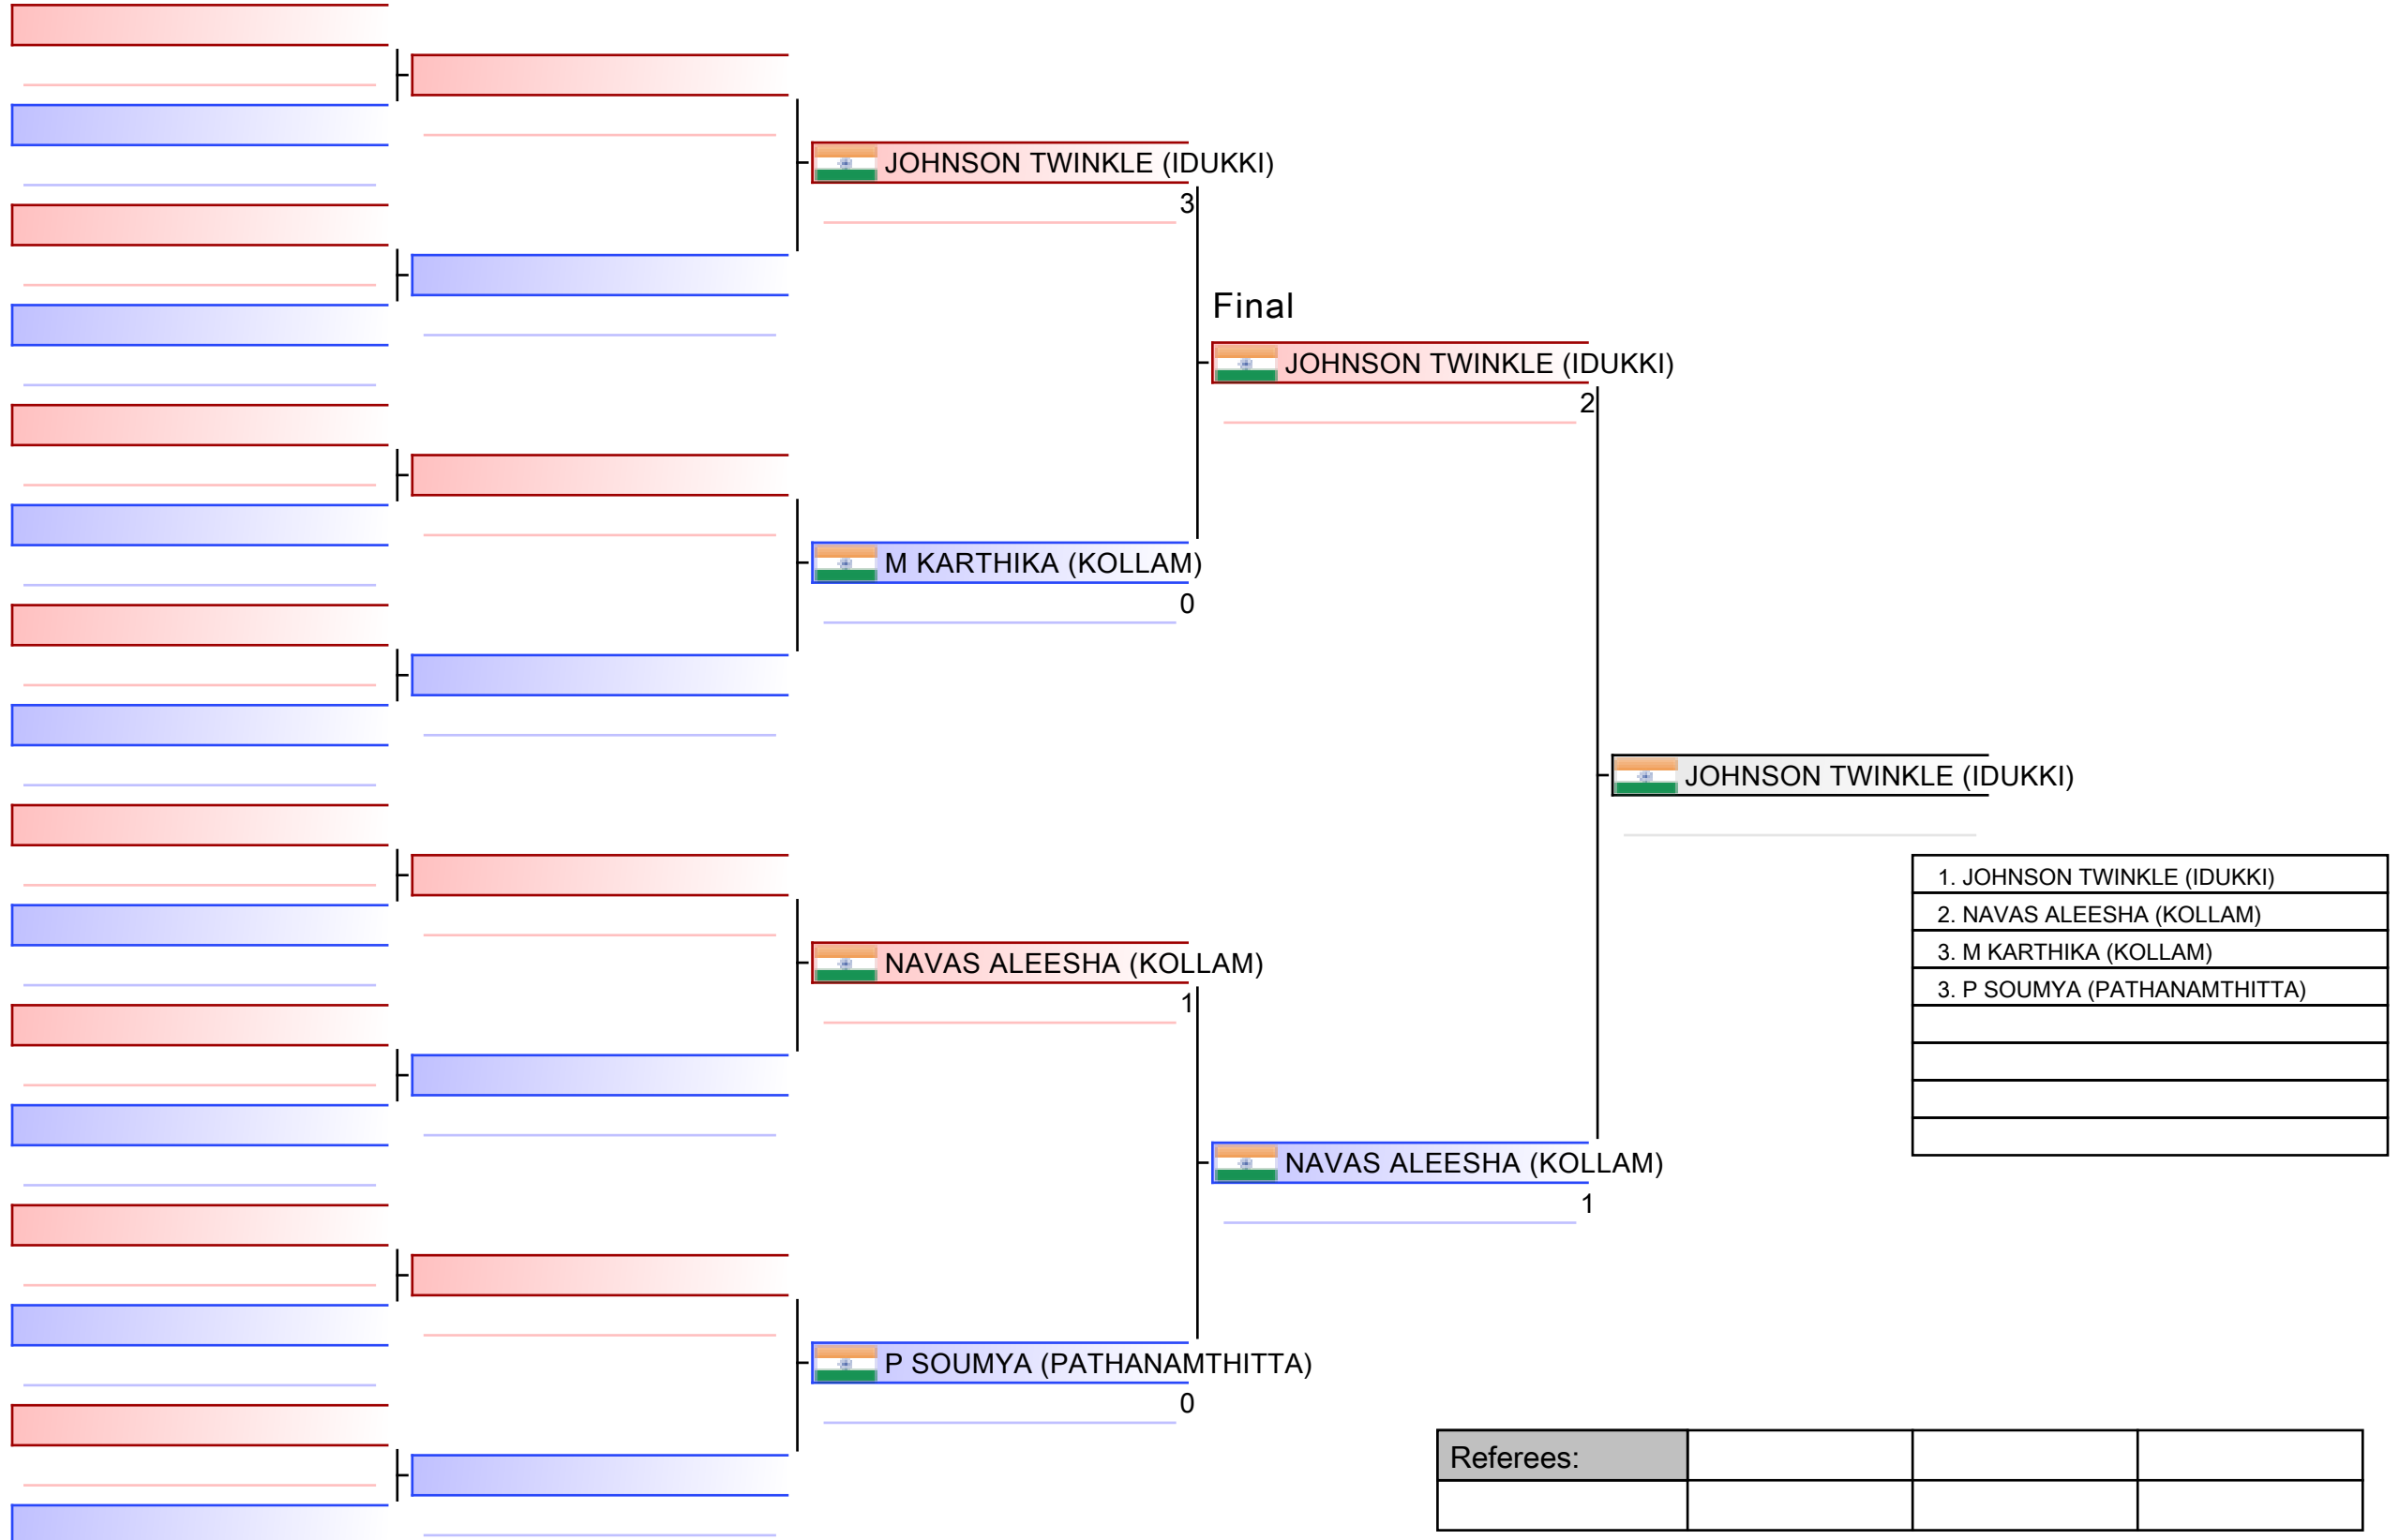 JOHNSON TWINKLE (IDUKKI)
3
Final
JOHNSON TWINKLE (IDUKKI)
2
M KARTHIKA (KOLLAM)
0
JOHNSON TWINKLE (IDUKKI)
1. JOHNSON TWINKLE (IDUKKI)
2. NAVAS ALEESHA (KOLLAM)
3. M KARTHIKA (KOLLAM)
3. P SOUMYA (PATHANAMTHITTA)
NAVAS ALEESHA (KOLLAM)
1
NAVAS ALEESHA (KOLLAM)
1
P SOUMYA (PATHANAMTHITTA)
0
Referees: